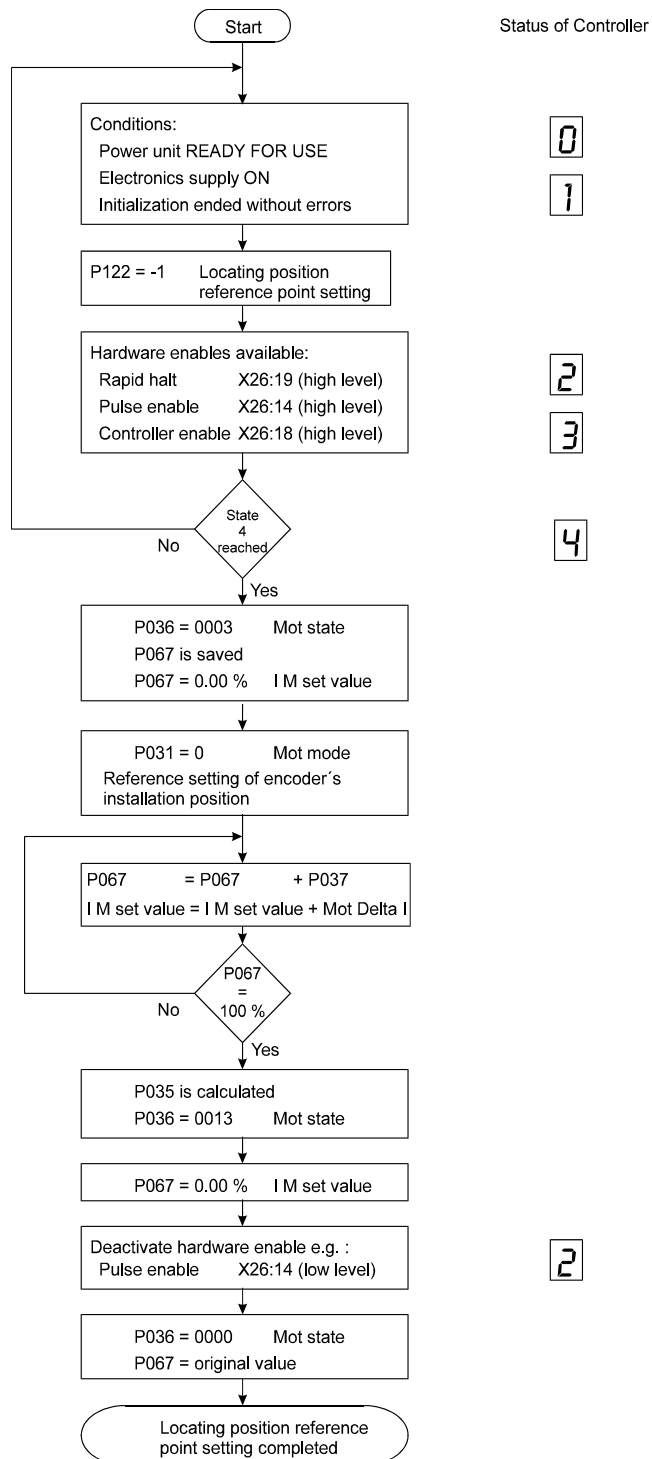 Start
Status of Controller
Conditions:
Power unit READY FOR USE
Electronics supply ON
Initialization ended without errors
0
1
P122 = -1 Locating position
reference point setting
Hardware enables available:
Rapid halt X26:19 (high level)
Pulse enable X26:14 (high level)
Controller enable X26:18 (high level)
2
3
State
4
reached
No
Yes
4
P036 = 0003 Mot state
P067 is saved
P067 = 0.00 % I M set value
P031 = 0 Mot mode
Reference setting of encoder´s
installation position
P067 = P067 + P037
I M set value = I M set value + Mot Delta I
P067
=
100 %
No
Yes
P035 is calculated
P036 = 0013 Mot state
P067 = 0.00 % I M set value
Deactivate hardware enable e.g. :
Pulse enable X26:14 (low level)
2
P036 = 0000 Mot state
P067 = original value
Locating position reference
point setting completed